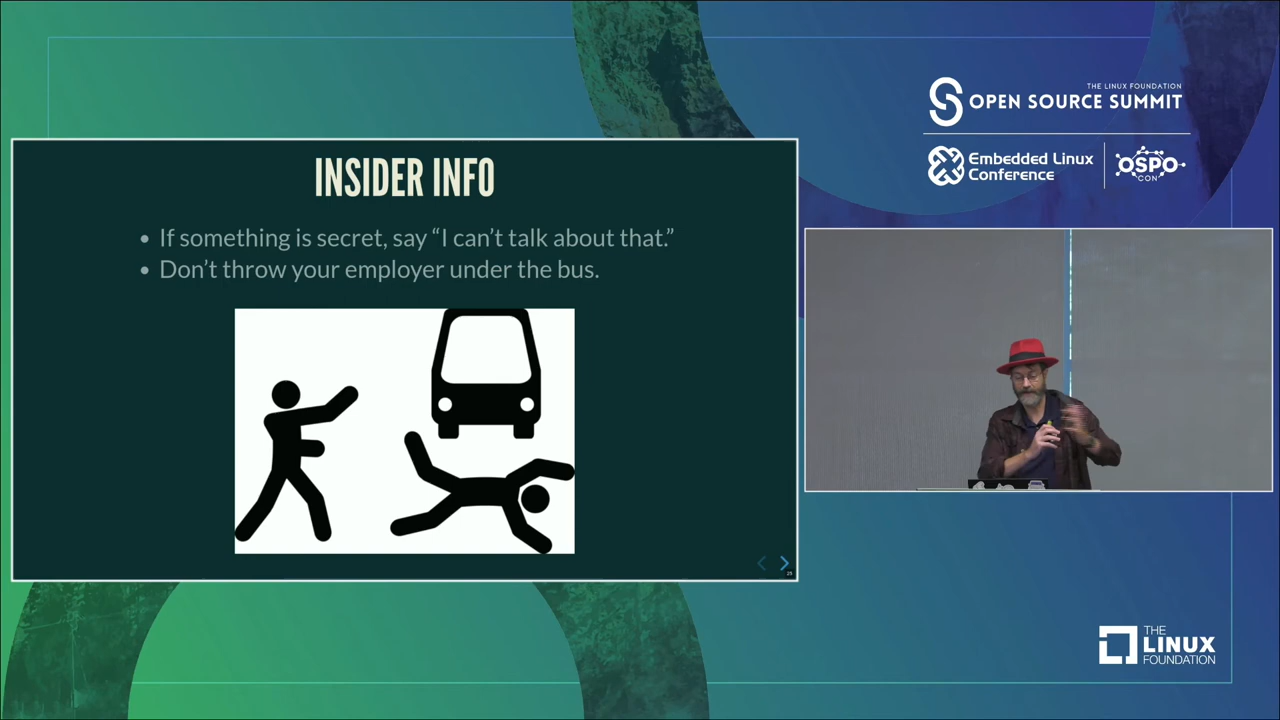 THE LINUX FOUNDATION
OPEN SOURCE SUMMIT
Embedded Linux
Conference
OSPO
CON
INSIDER INFO
• If something is secret, say “I can’t talk about that.”
• Don’t throw your employer under the bus.
THE
LINUX
FOUNDATION